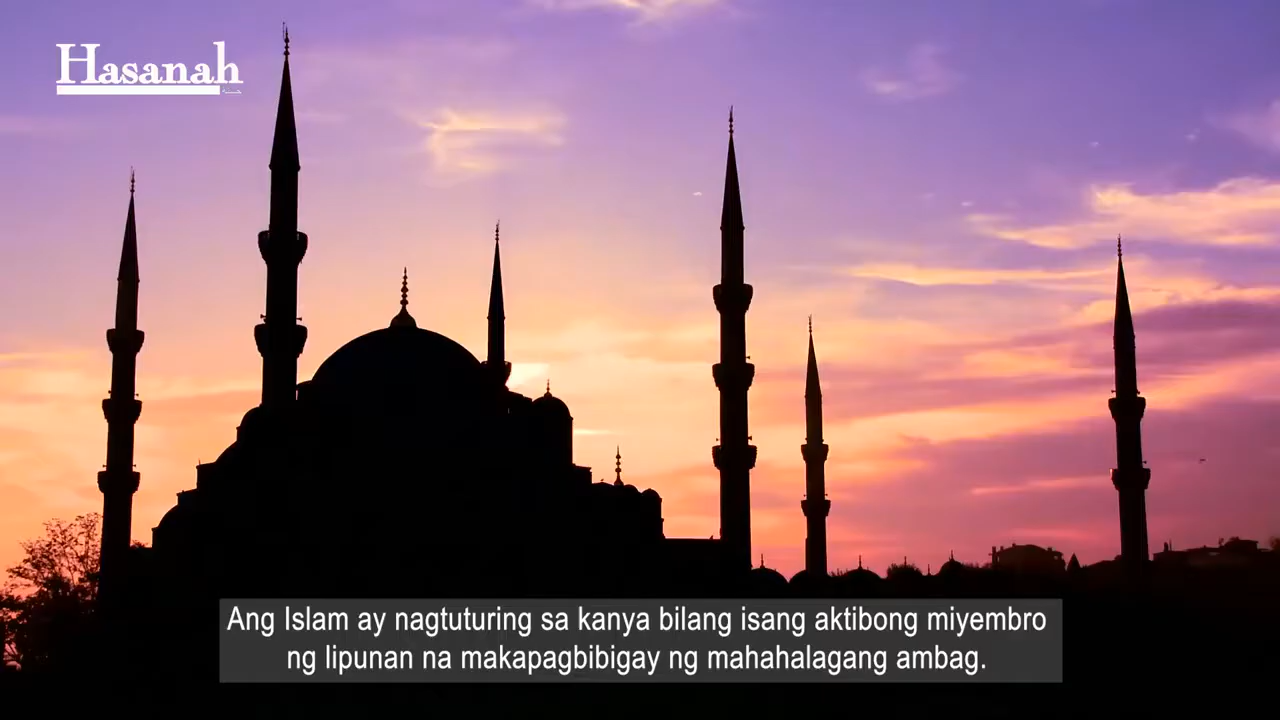 Hasanah
Ang Islam ay nagtuturing sa kanya bilang isang aktibong miyembro
ng lipunan na makapagbibigay ng mahahalagang ambag.